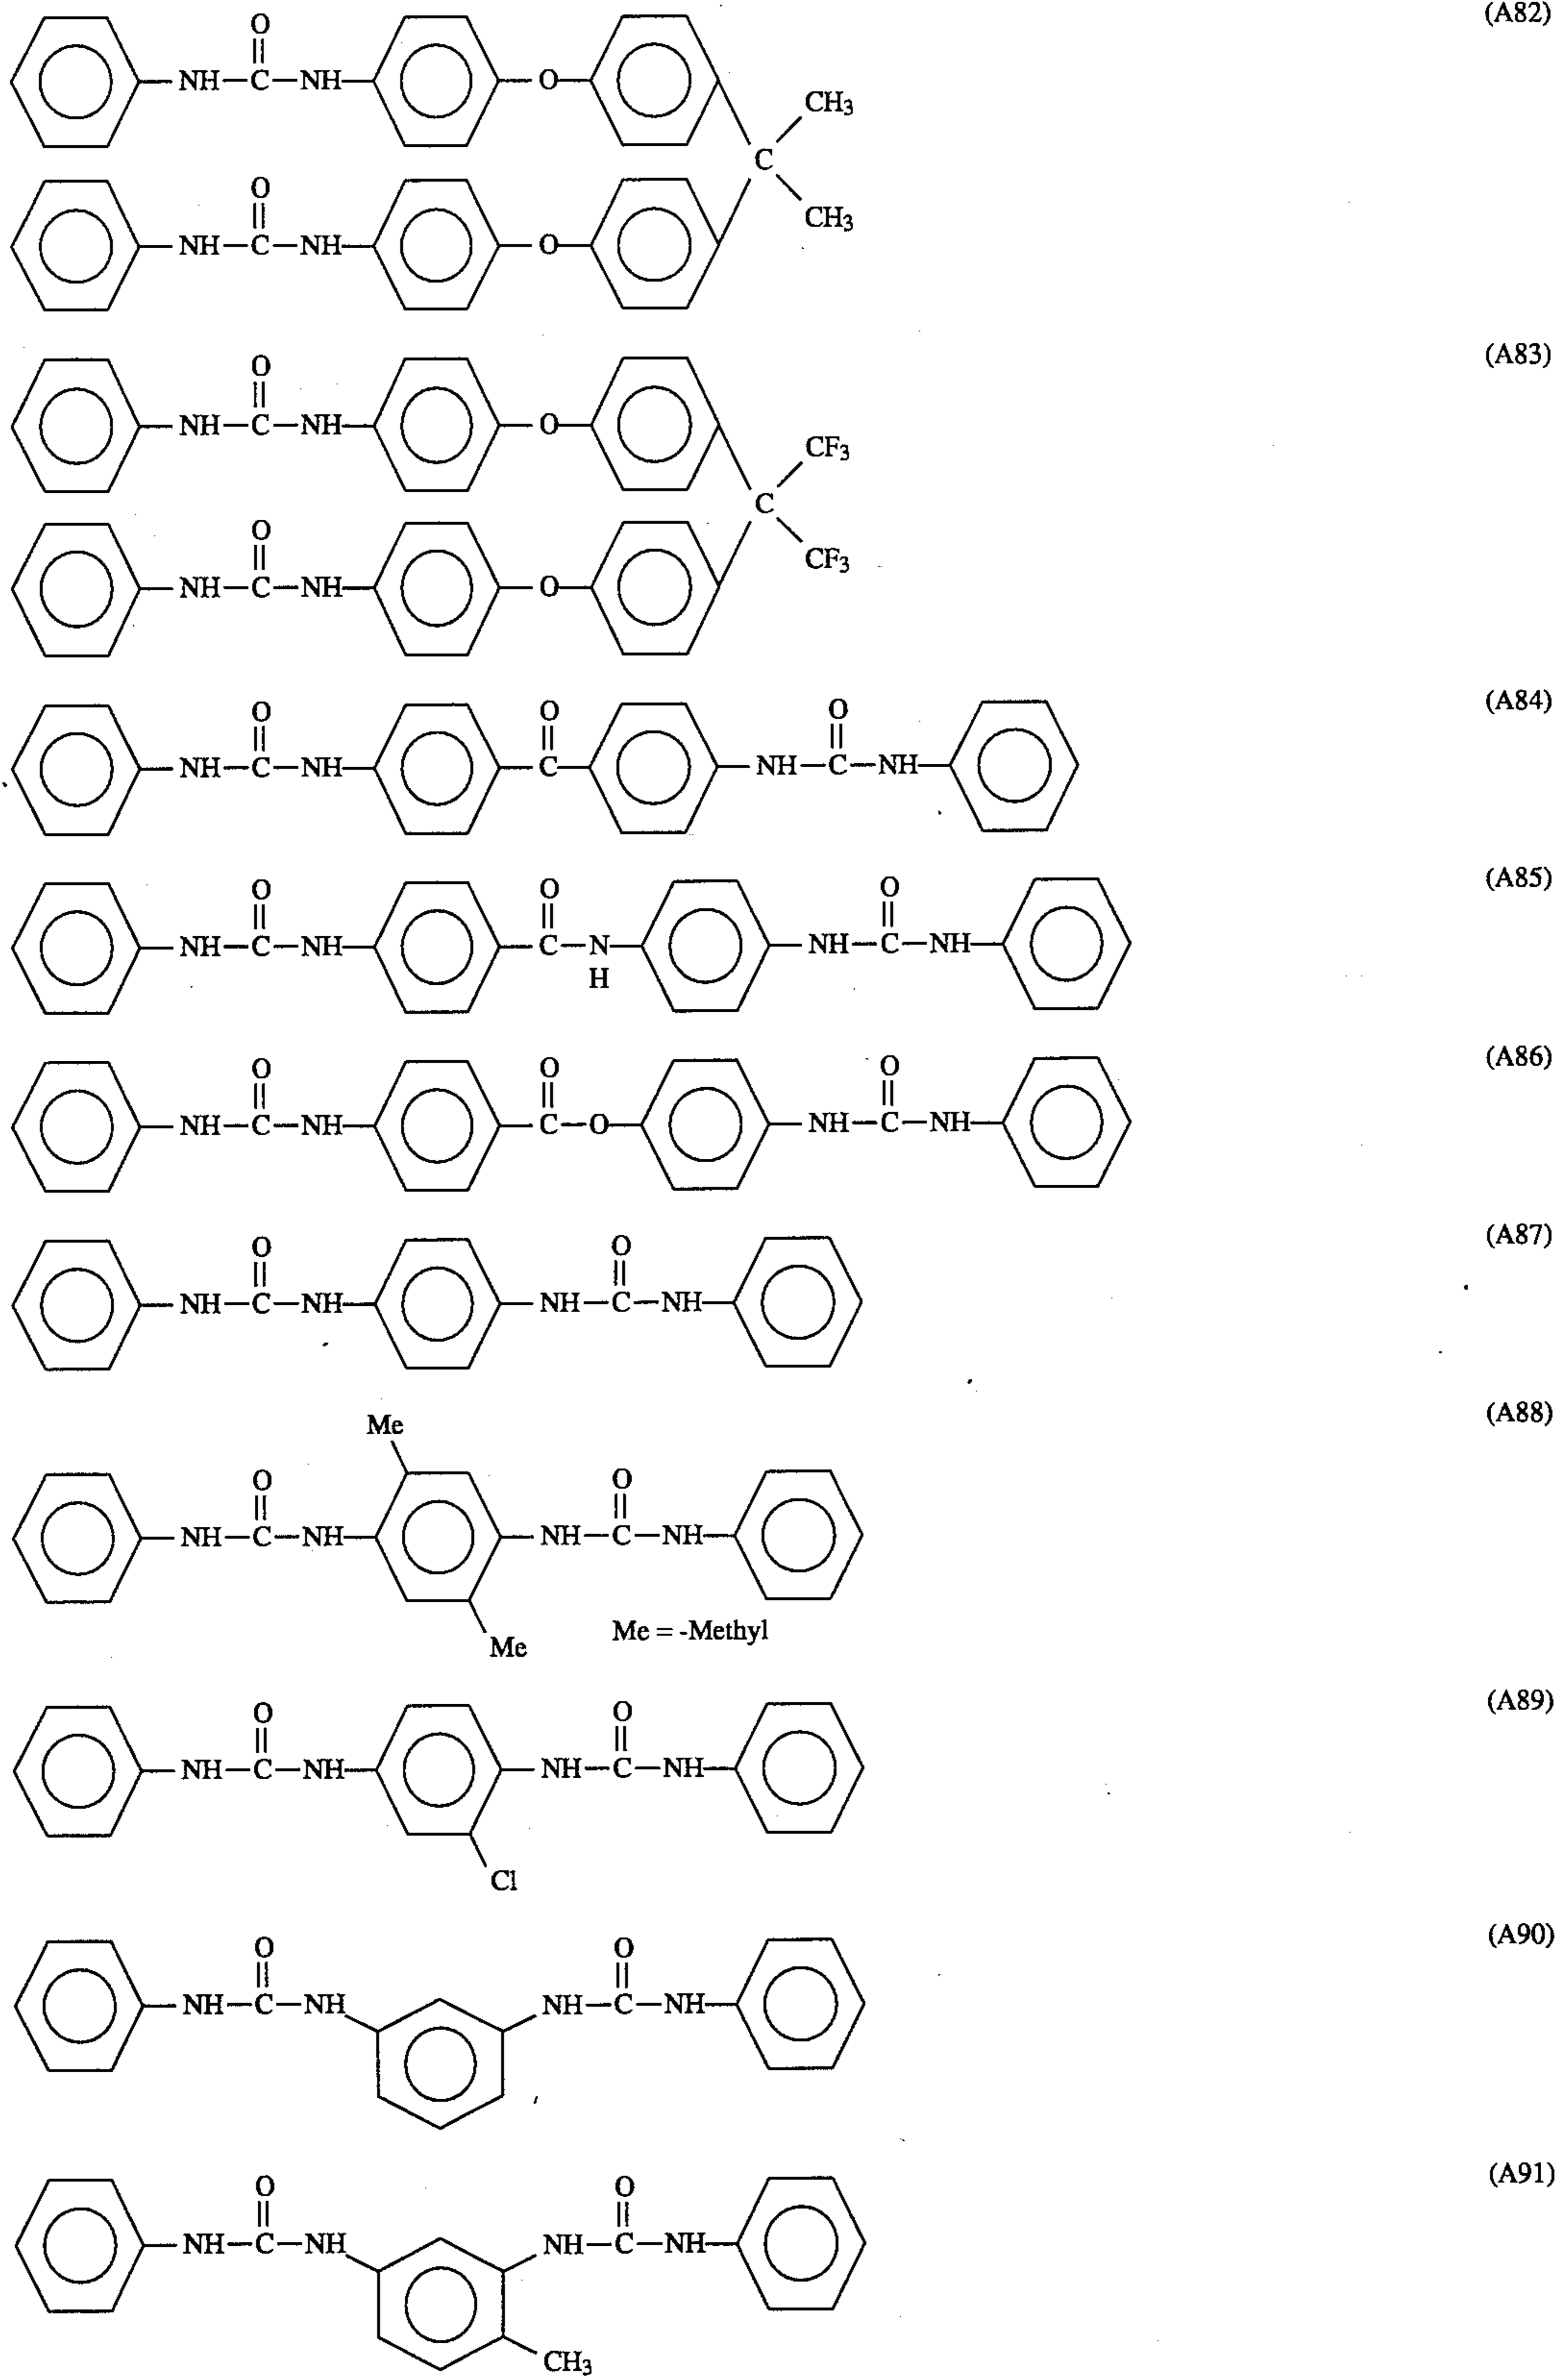 (A82)
O
NH—C—NH O CH3
C
O CH3
NH—C—NH O
(A83)
O
NH—C—NH O CF3
C
O CF3
NH—C—NH O
(A84)
O O O
NH—C—NH C NH—C—NH
(A85)
O O O
NH—C—NH C—N NH—C—NH
H
(A86)
O O O
NH—C—NH C—O NH—C—NH
(A87)
O O
NH—C—NH NH—C—NH
(A88)
Me
O O
NH—C—NH NH—C—NH
Me = -Methyl
Me
(A89)
O O
NH—C—NH NH—C—NH
Cl
(A90)
O O
NH—C—NH NH—C—NH
(A91)
O O
NH—C—NH NH—C—NH
CH3